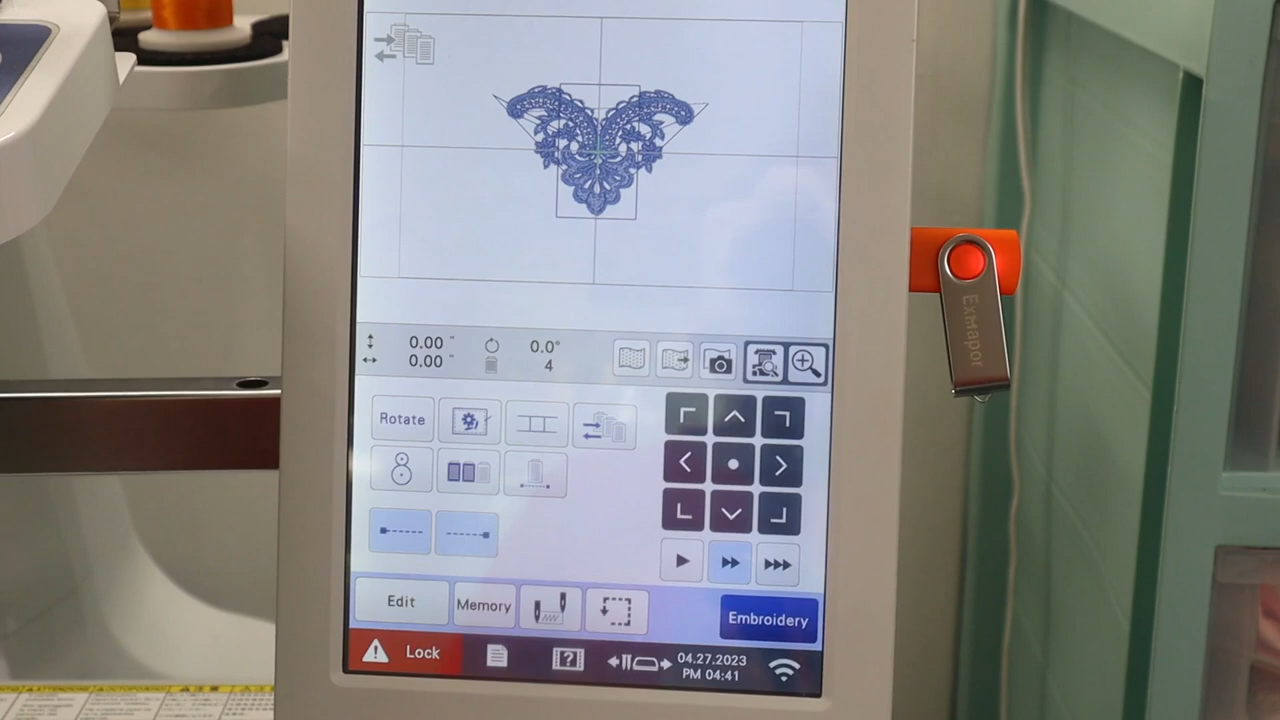 0.00 "
0.00 "
0.0°
4
Rotate
Edit
Memory
Embroidery
Lock
04.27.2023
PM 04:41
Exmapor
ATTENZIONE